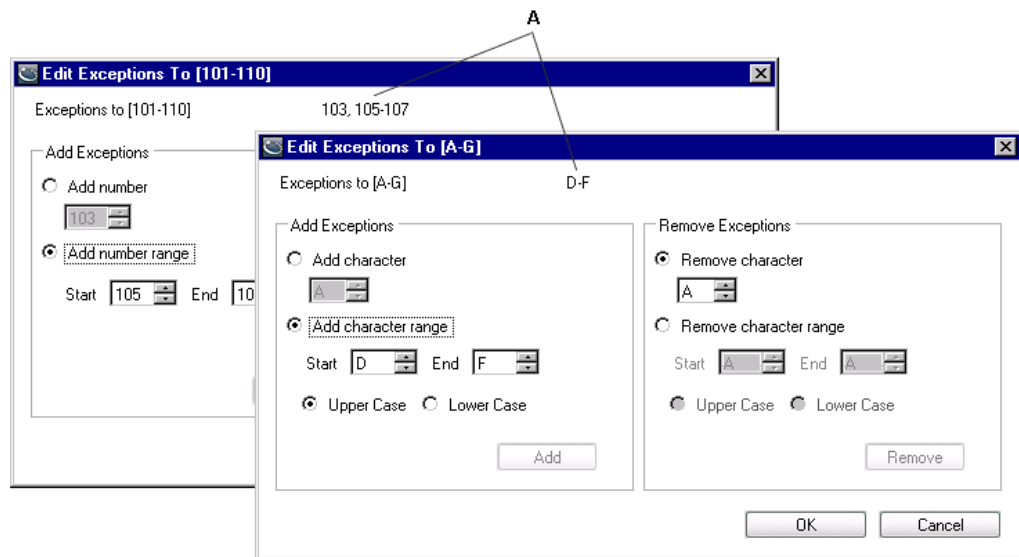 A
Edit Exceptions To [101-110]
Exceptions to [101-110] 103, 105-107
Add Exceptions
Add number
103
Add number range
Start 105 End 10
Edit Exceptions To [A-G]
Exceptions to [A-G] D-F
Add Exceptions
Add character
A
Add character range
Start D End F
Upper Case Lower Case
Add
Remove Exceptions
Remove character
A
Remove character range
Start A End A
Upper Case Lower Case
Remove
OK Cancel